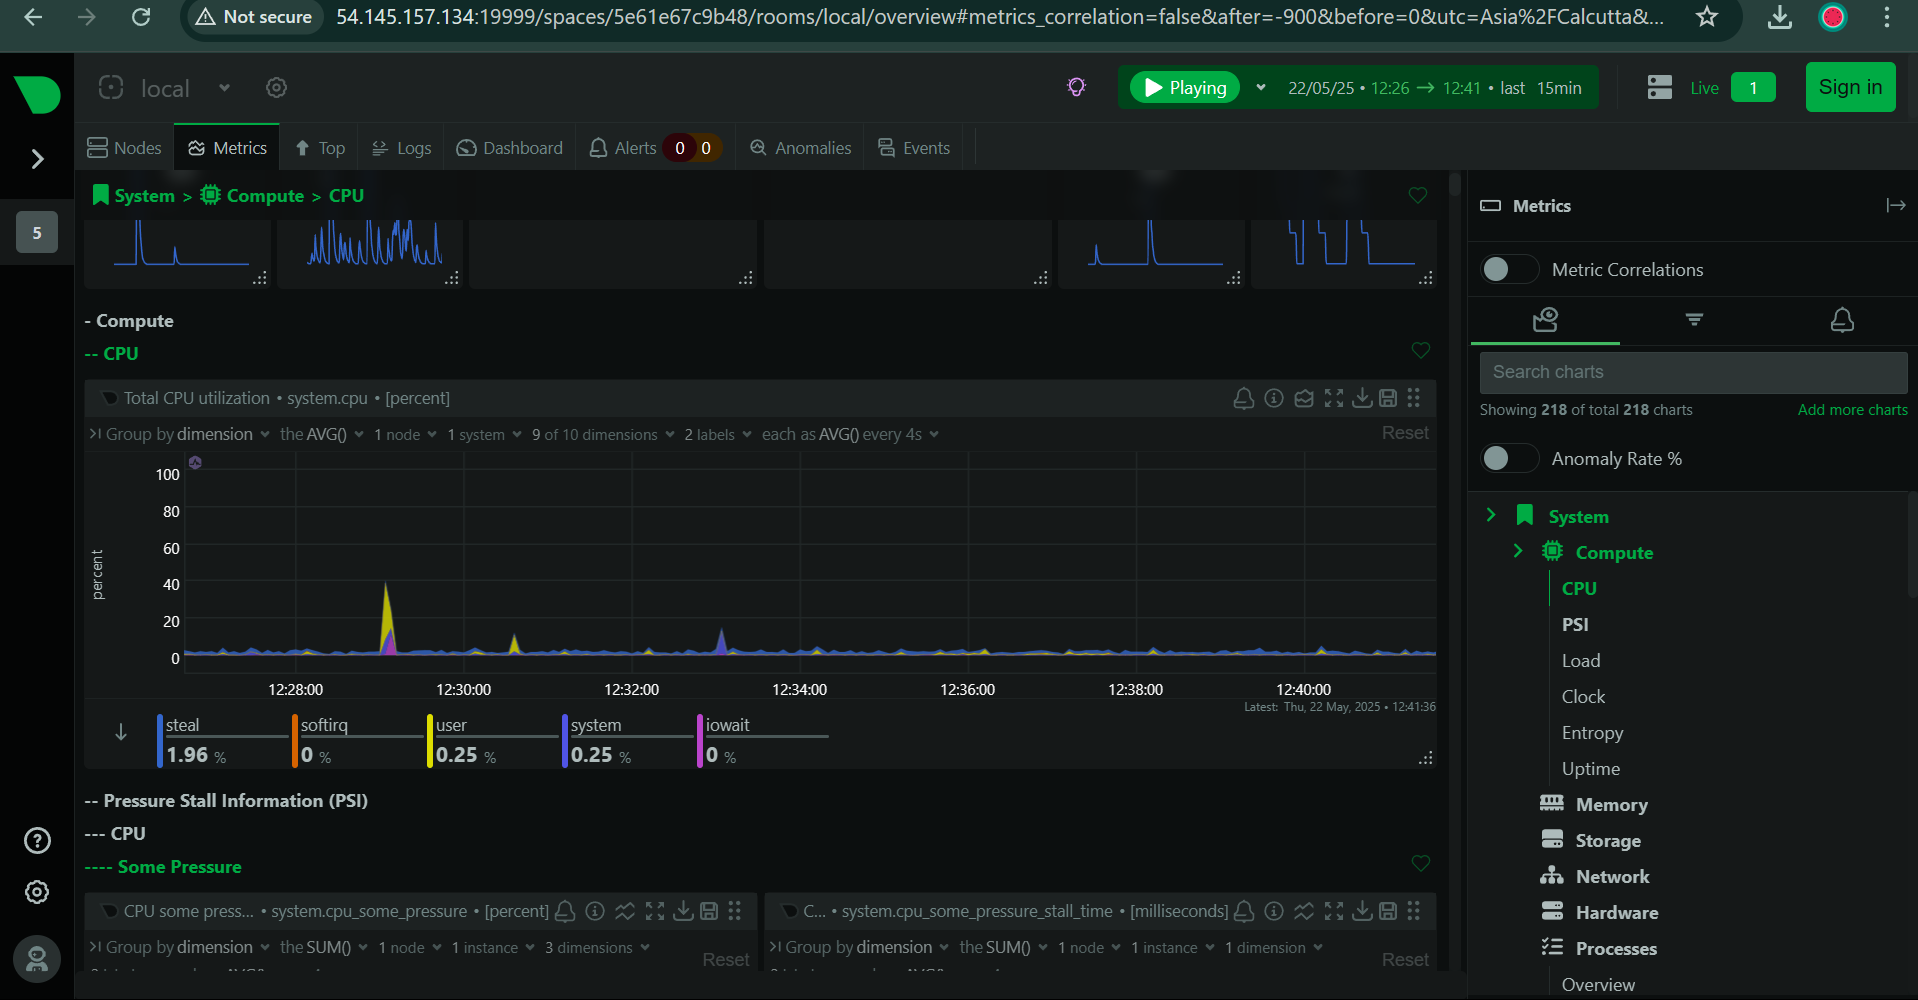 Not secure 54.145.157.134:19999/spaces/5e61e67c9b48/rooms/local/overview#metrics_correlation=false&after=-900&before=0&utc=Asia%2FCalcutta&...
local
Playing 22/05/25 • 12:26 → 12:41 • last 15min
Live 1 Sign in
Nodes Metrics Top Logs Dashboard Alerts 0 0 Anomalies Events
5
System > Compute > CPU
- Compute
-- CPU
Total CPU utilization • system.cpu • [percent]
Group by dimension the AVG() 1 node 1 system 9 of 10 dimensions 2 labels each as AVG() every 4s Reset
percent
100
80
60
40
20
0
12:28:00 12:30:00 12:32:00 12:34:00 12:36:00 12:38:00 12:40:00
Latest: Thu, 22 May, 2025 • 12:41:36
steal softirq user system iowait
1.96 % 0 % 0.25 % 0.25 % 0 %
-- Pressure Stall Information (PSI)
--- CPU
---- Some Pressure
CPU some press... • system.cpu_some_pressure • [percent]
Group by dimension the SUM() 1 node 1 instance 3 dimensions
Reset
C... • system.cpu_some_pressure_stall_time • [milliseconds]
Group by dimension the SUM() 1 node 1 instance 1 dimension
Reset
Metrics
Metric Correlations
Search charts
Showing 218 of total 218 charts Add more charts
Anomaly Rate %
System
Compute
CPU
PSI
Load
Clock
Entropy
Uptime
Memory
Storage
Network
Hardware
Processes
Overview